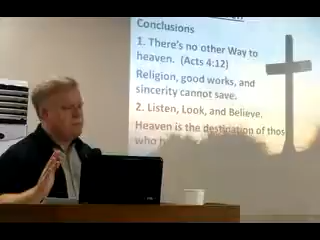 Conclusions
1. There's no other Way to
heaven. (Acts 4:12)
Religion, good works, and
sincerity cannot save.
2. Listen, Look, and Believe.
Heaven is the destination of thos
who